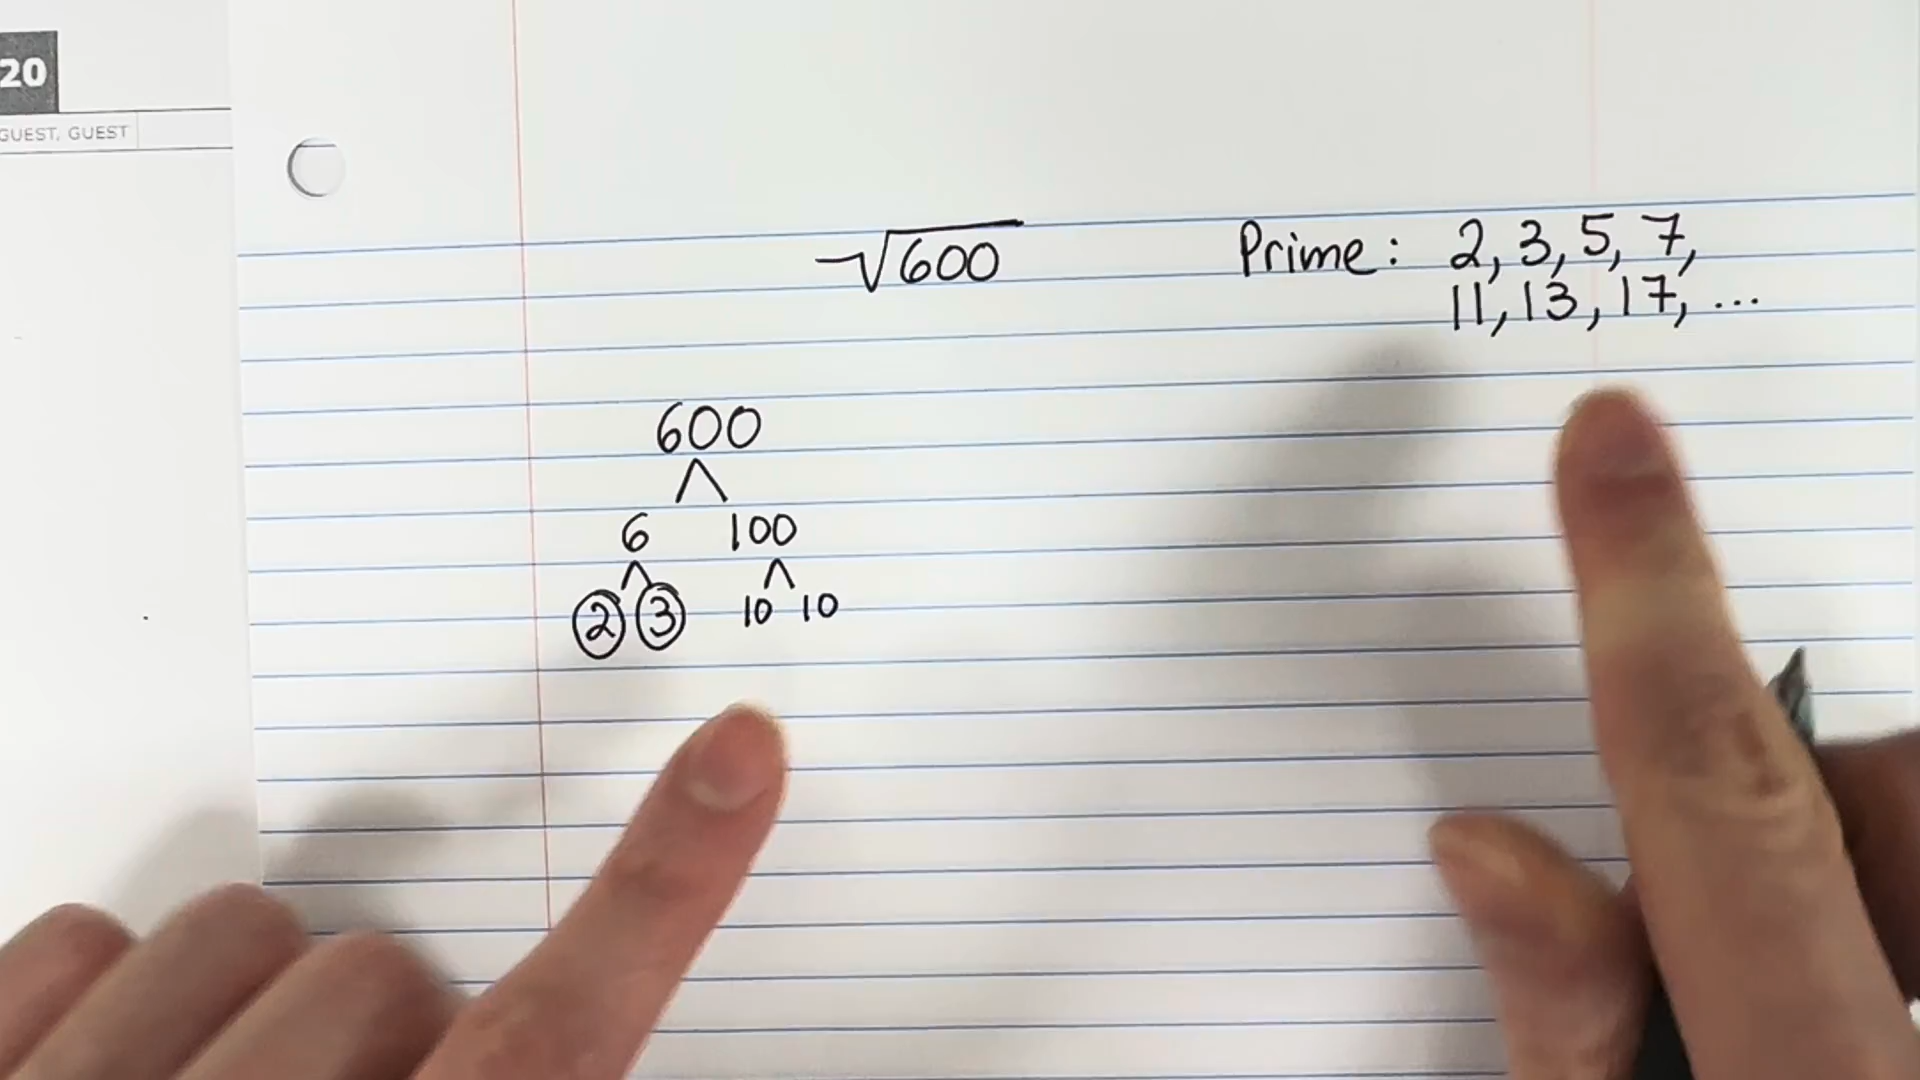 20
GUEST, GUEST
√600
Prime: 2, 3, 5, 7,
11, 13, 17, ...
600
6 100
2 3 10 10